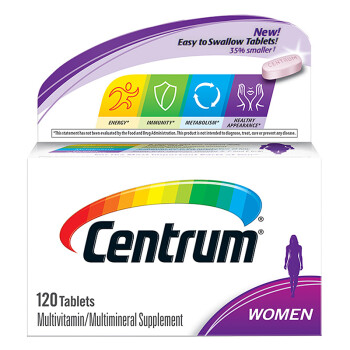 New!
Easy to Swallow Tablets!
35% smaller†
CENTRUM
ENERGY* IMMUNITY* METABOLISM* HEALTHY APPEARANCE*
*This statement has not been evaluated by the Food and Drug Administration. This product is not intended to diagnose, treat, cure or prevent any disease.
Centrum®
120 Tablets
Multivitamin/Multimineral Supplement
WOMEN